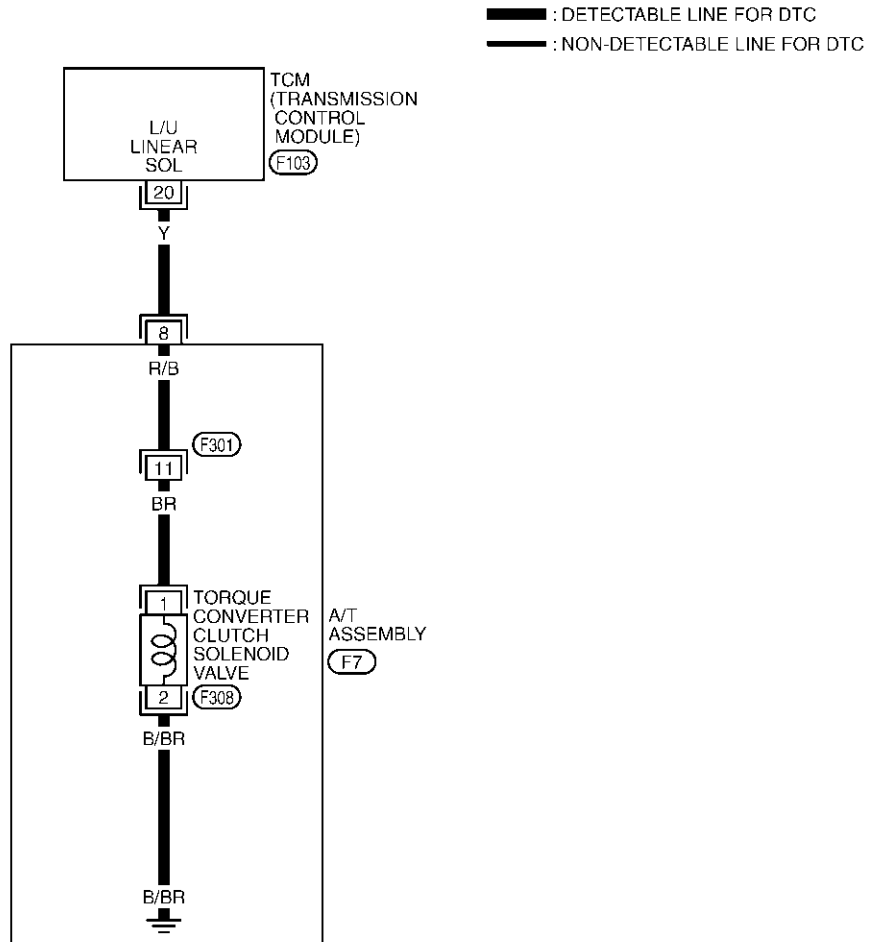 : DETECTABLE LINE FOR DTC
: NON-DETECTABLE LINE FOR DTC
TCM
(TRANSMISSION
CONTROL
MODULE)
F103
L/U
LINEAR
SOL
20
Y
8
R/B
F301
11
BR
1
TORQUE
CONVERTER
CLUTCH
SOLENOID
VALVE
A/T
ASSEMBLY
F7
2
F308
B/BR
B/BR